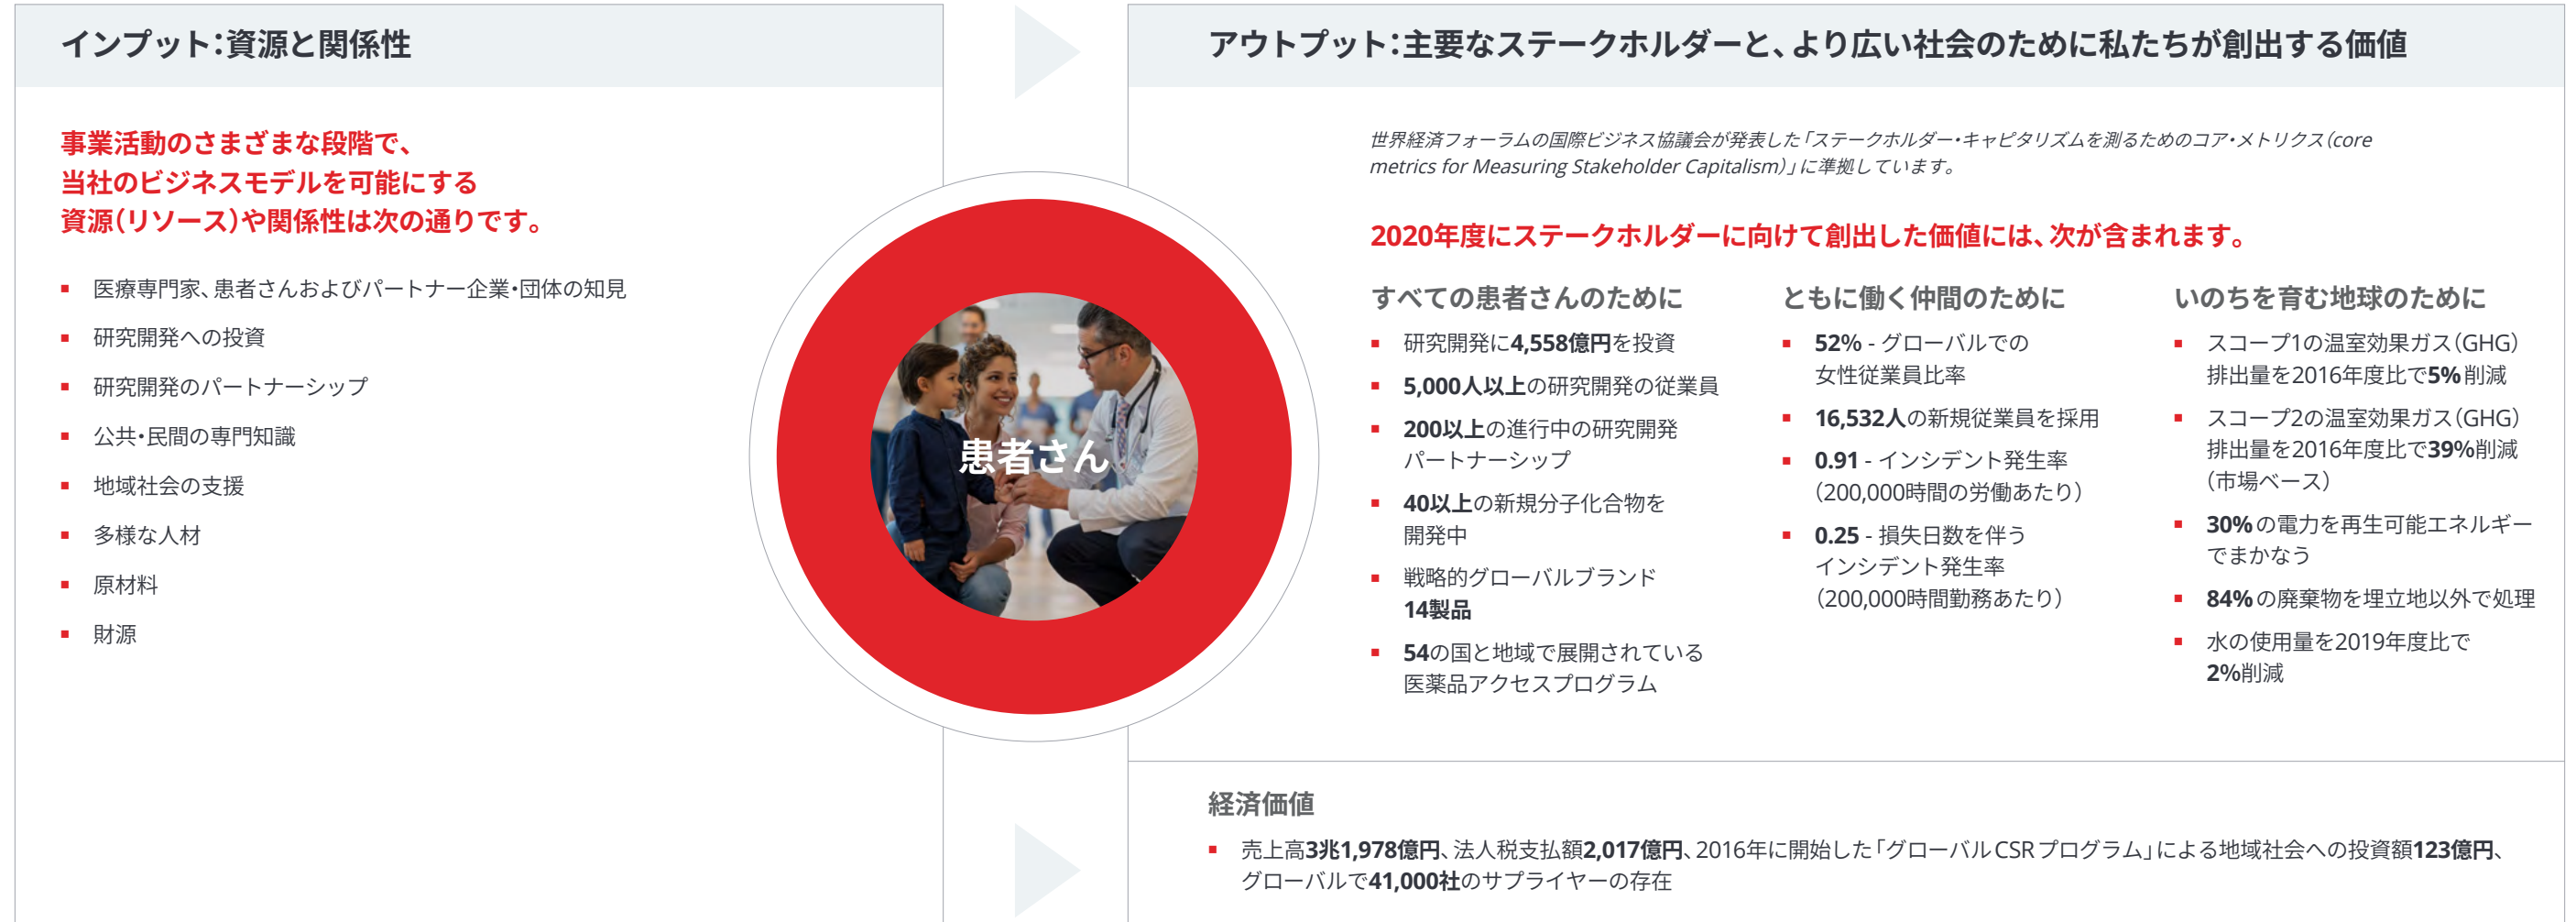 インプット：資源と関係性
事業活動のさまざまな段階で、
当社のビジネスモデルを可能にする
資源（リソース）や関係性は次の通りです。
▪ 医療専門家、患者さんおよびパートナー企業・団体の知見
▪ 研究開発への投資
▪ 研究開発のパートナーシップ
▪ 公共・民間の専門知識
▪ 地域社会の支援
▪ 多様な人材
▪ 原材料
▪ 財源
患者さん
アウトプット：主要なステークホルダーと、より広い社会のために私たちが創出する価値
世界経済フォーラムの国際ビジネス協議会が発表した「ステークホルダー・キャピタリズムを測るためのコア・メトリクス（core
metrics for Measuring Stakeholder Capitalism）」に準拠しています。
2020年度にステークホルダーに向けて創出した価値には、次が含まれます。
すべての患者さんのために
▪ 研究開発に4,558億円を投資
▪ 5,000人以上の研究開発の従業員
▪ 200以上の進行中の研究開発
パートナーシップ
▪ 40以上の新規分子化合物を
開発中
▪ 戦略的グローバルブランド
14製品
▪ 54の国と地域で展開されている
医薬品アクセスプログラム
ともに働く仲間のために
▪ 52% - グローバルでの
女性従業員比率
▪ 16,532人の新規従業員を採用
▪ 0.91 - インシデント発生率
（200,000時間の労働あたり）
▪ 0.25 - 損失日数を伴う
インシデント発生率
（200,000時間勤務あたり）
いのちを育む地球のために
▪ スコープ1の温室効果ガス（GHG）
排出量を2016年度比で5%削減
▪ スコープ2の温室効果ガス（GHG）
排出量を2016年度比で39%削減
（市場ベース）
▪ 30%の電力を再生可能エネルギー
でまかなう
▪ 84%の廃棄物を埋立地以外で処理
▪ 水の使用量を2019年度比で
2%削減
経済価値
▪ 売上高3兆1,978億円、法人税支払額2,017億円、2016年に開始した「グローバルCSRプログラム」による地域社会への投資額123億円、
グローバルで41,000社のサプライヤーの存在